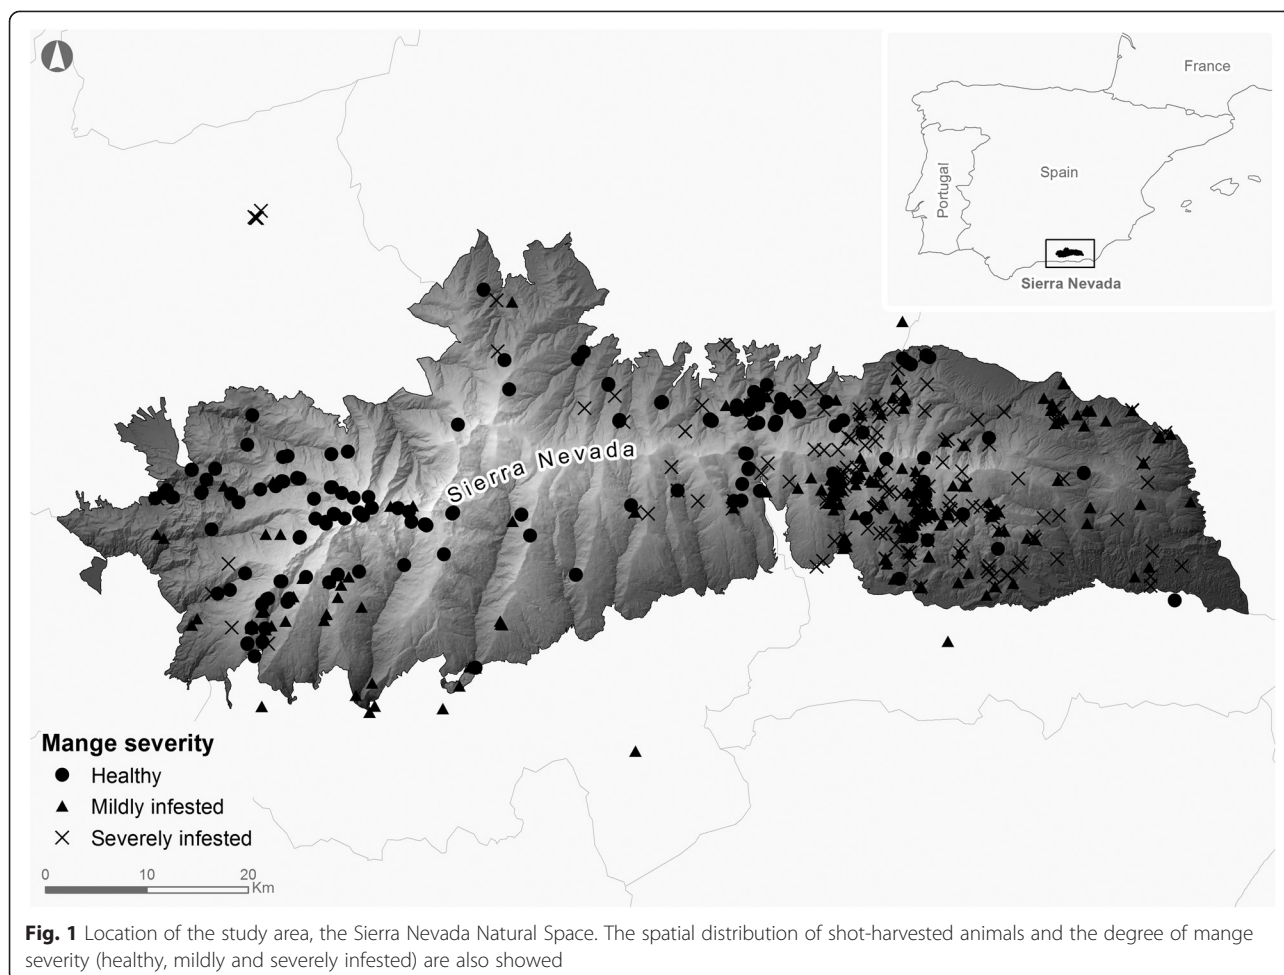 France
Portugal
Spain
Sierra Nevada
Sierra Nevada
Mange severity
Healthy
Mildly infested
Severely infested
0 10 20
Km
Fig. 1 Location of the study area, the Sierra Nevada Natural Space. The spatial distribution of shot-harvested animals and the degree of mange
severity (healthy, mildly and severely infested) are also showed